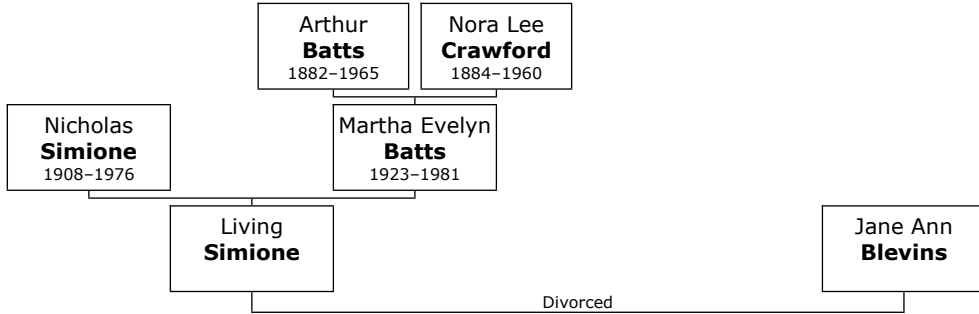 Arthur
Batts
1882–1965
Nora Lee
Crawford
1884–1960
Nicholas
Simione
1908–1976
Martha Evelyn
Batts
1923–1981
Living
Simione
Jane Ann
Blevins
Divorced